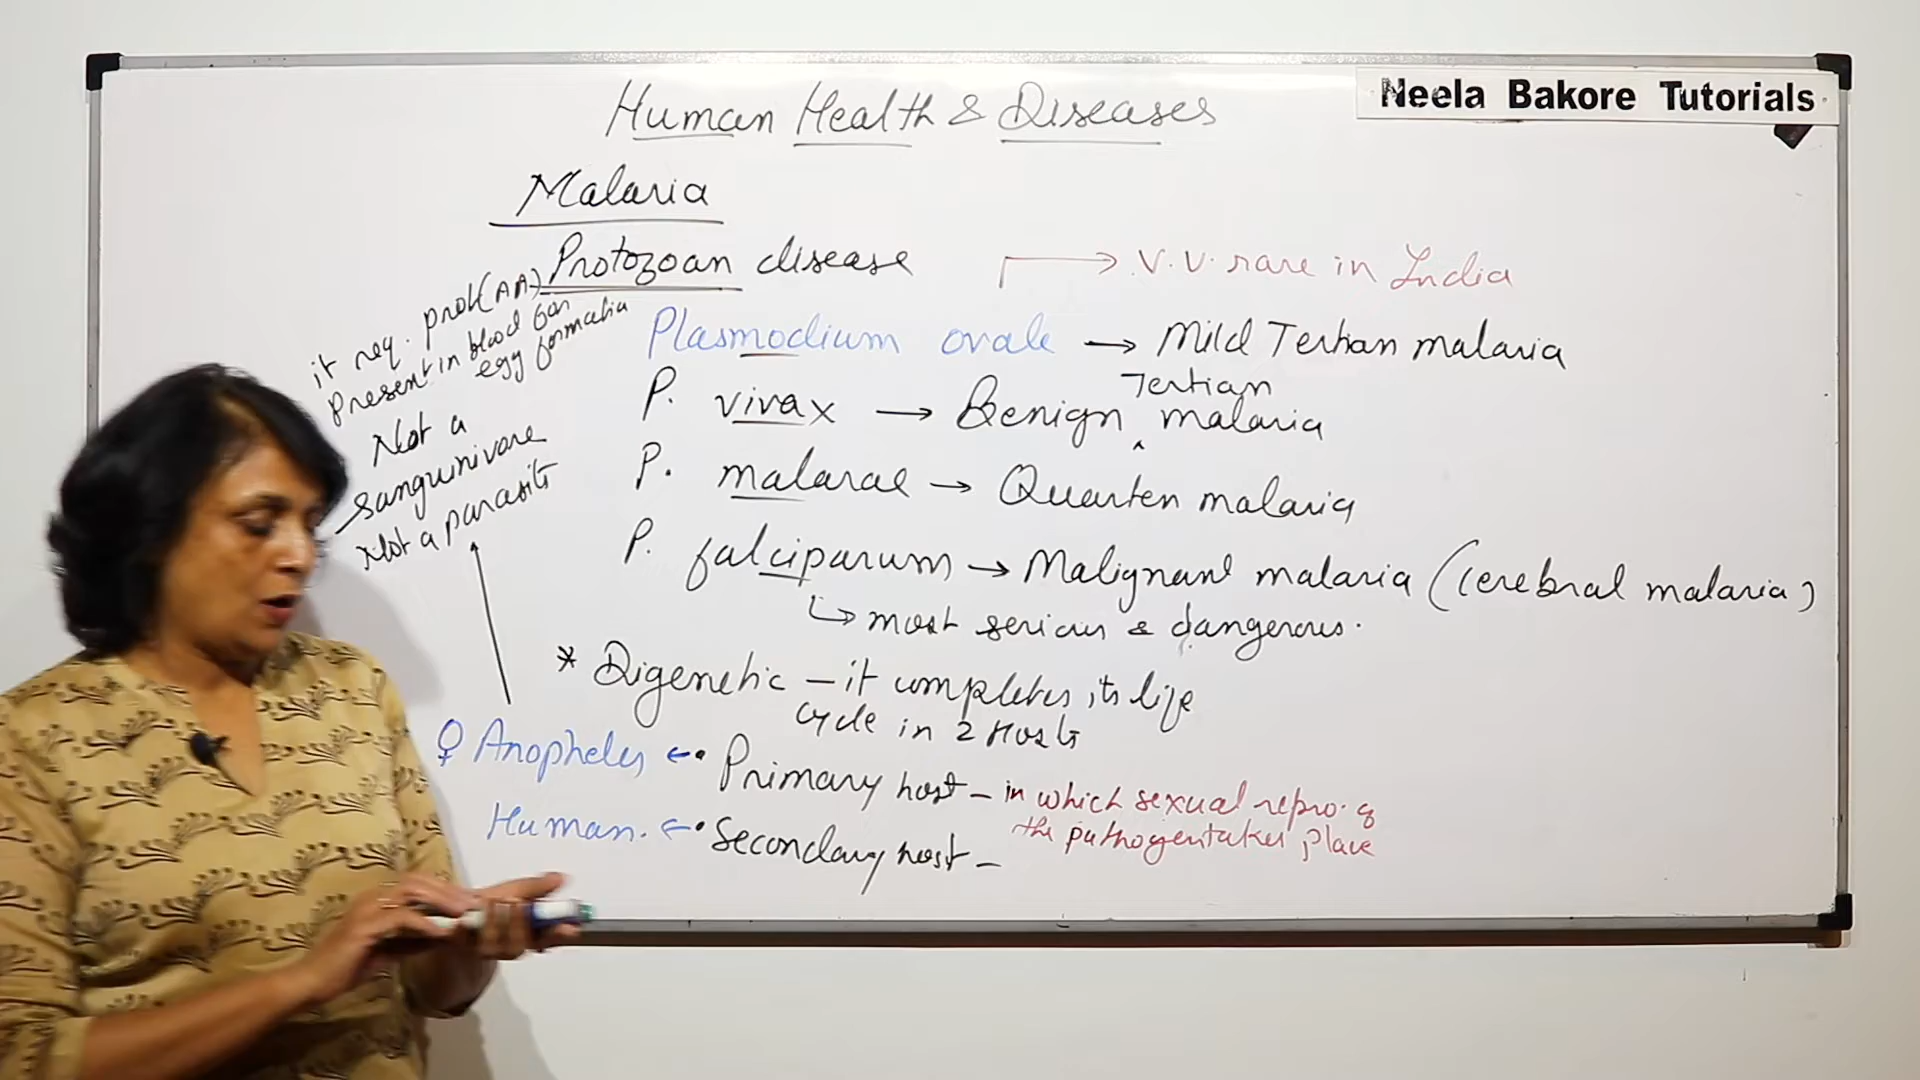 Neela Bakore Tutorials
Human Health & Diseases
Malaria
Protozoan disease
V.V. rare in India
it req. prot (AA)
present in blood for
egg formation
Not a
sanguinivore
Not a parasite
Plasmodium ovale → Mild Tertian malaria
Tertian
P. vivax → Benign ^ malaria
P. malarae → Quarten malaria
P. falciparum → Malignant malaria (Cerebral malaria)
↳ most serious & dangerous.
* Digenetic – it completes its life
cycle in 2 Hosts
♀ Anopheles ←• Primary host – in which sexual repro. of
the pathogen takes place
Human. ←• Secondary host –